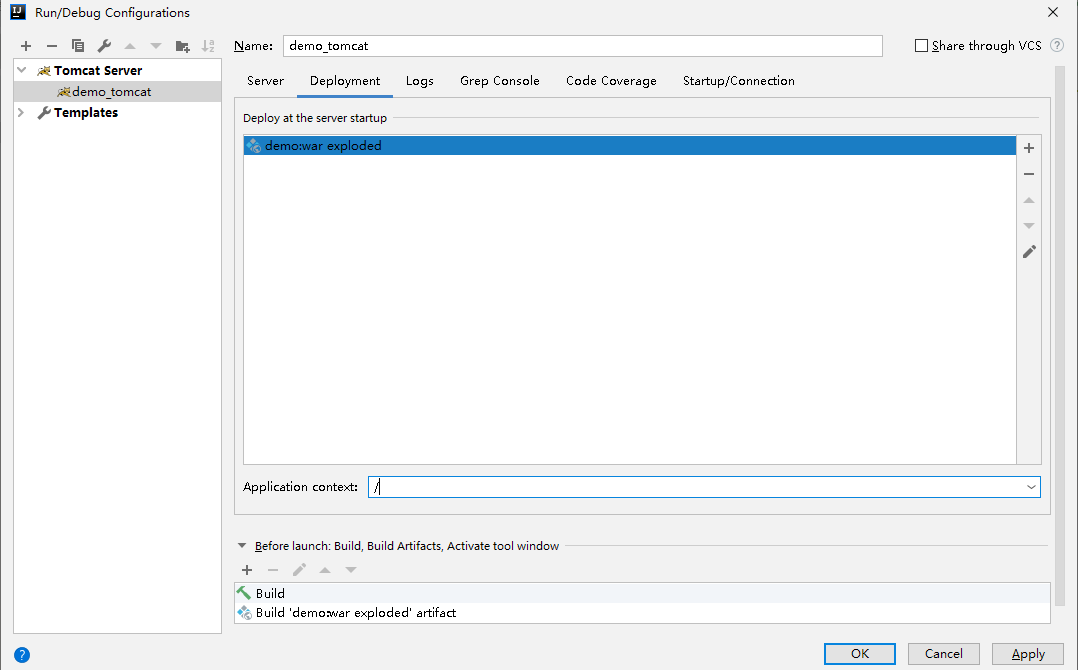 Run/Debug Configurations
Name: demo_tomcat
Share through VCS ?
Tomcat Server
demo_tomcat
Templates
Server Deployment Logs Grep Console Code Coverage Startup/Connection
Deploy at the server startup
demo:war exploded
Application context: /
Before launch: Build, Build Artifacts, Activate tool window
Build
Build 'demo:war exploded' artifact
? OK Cancel Apply